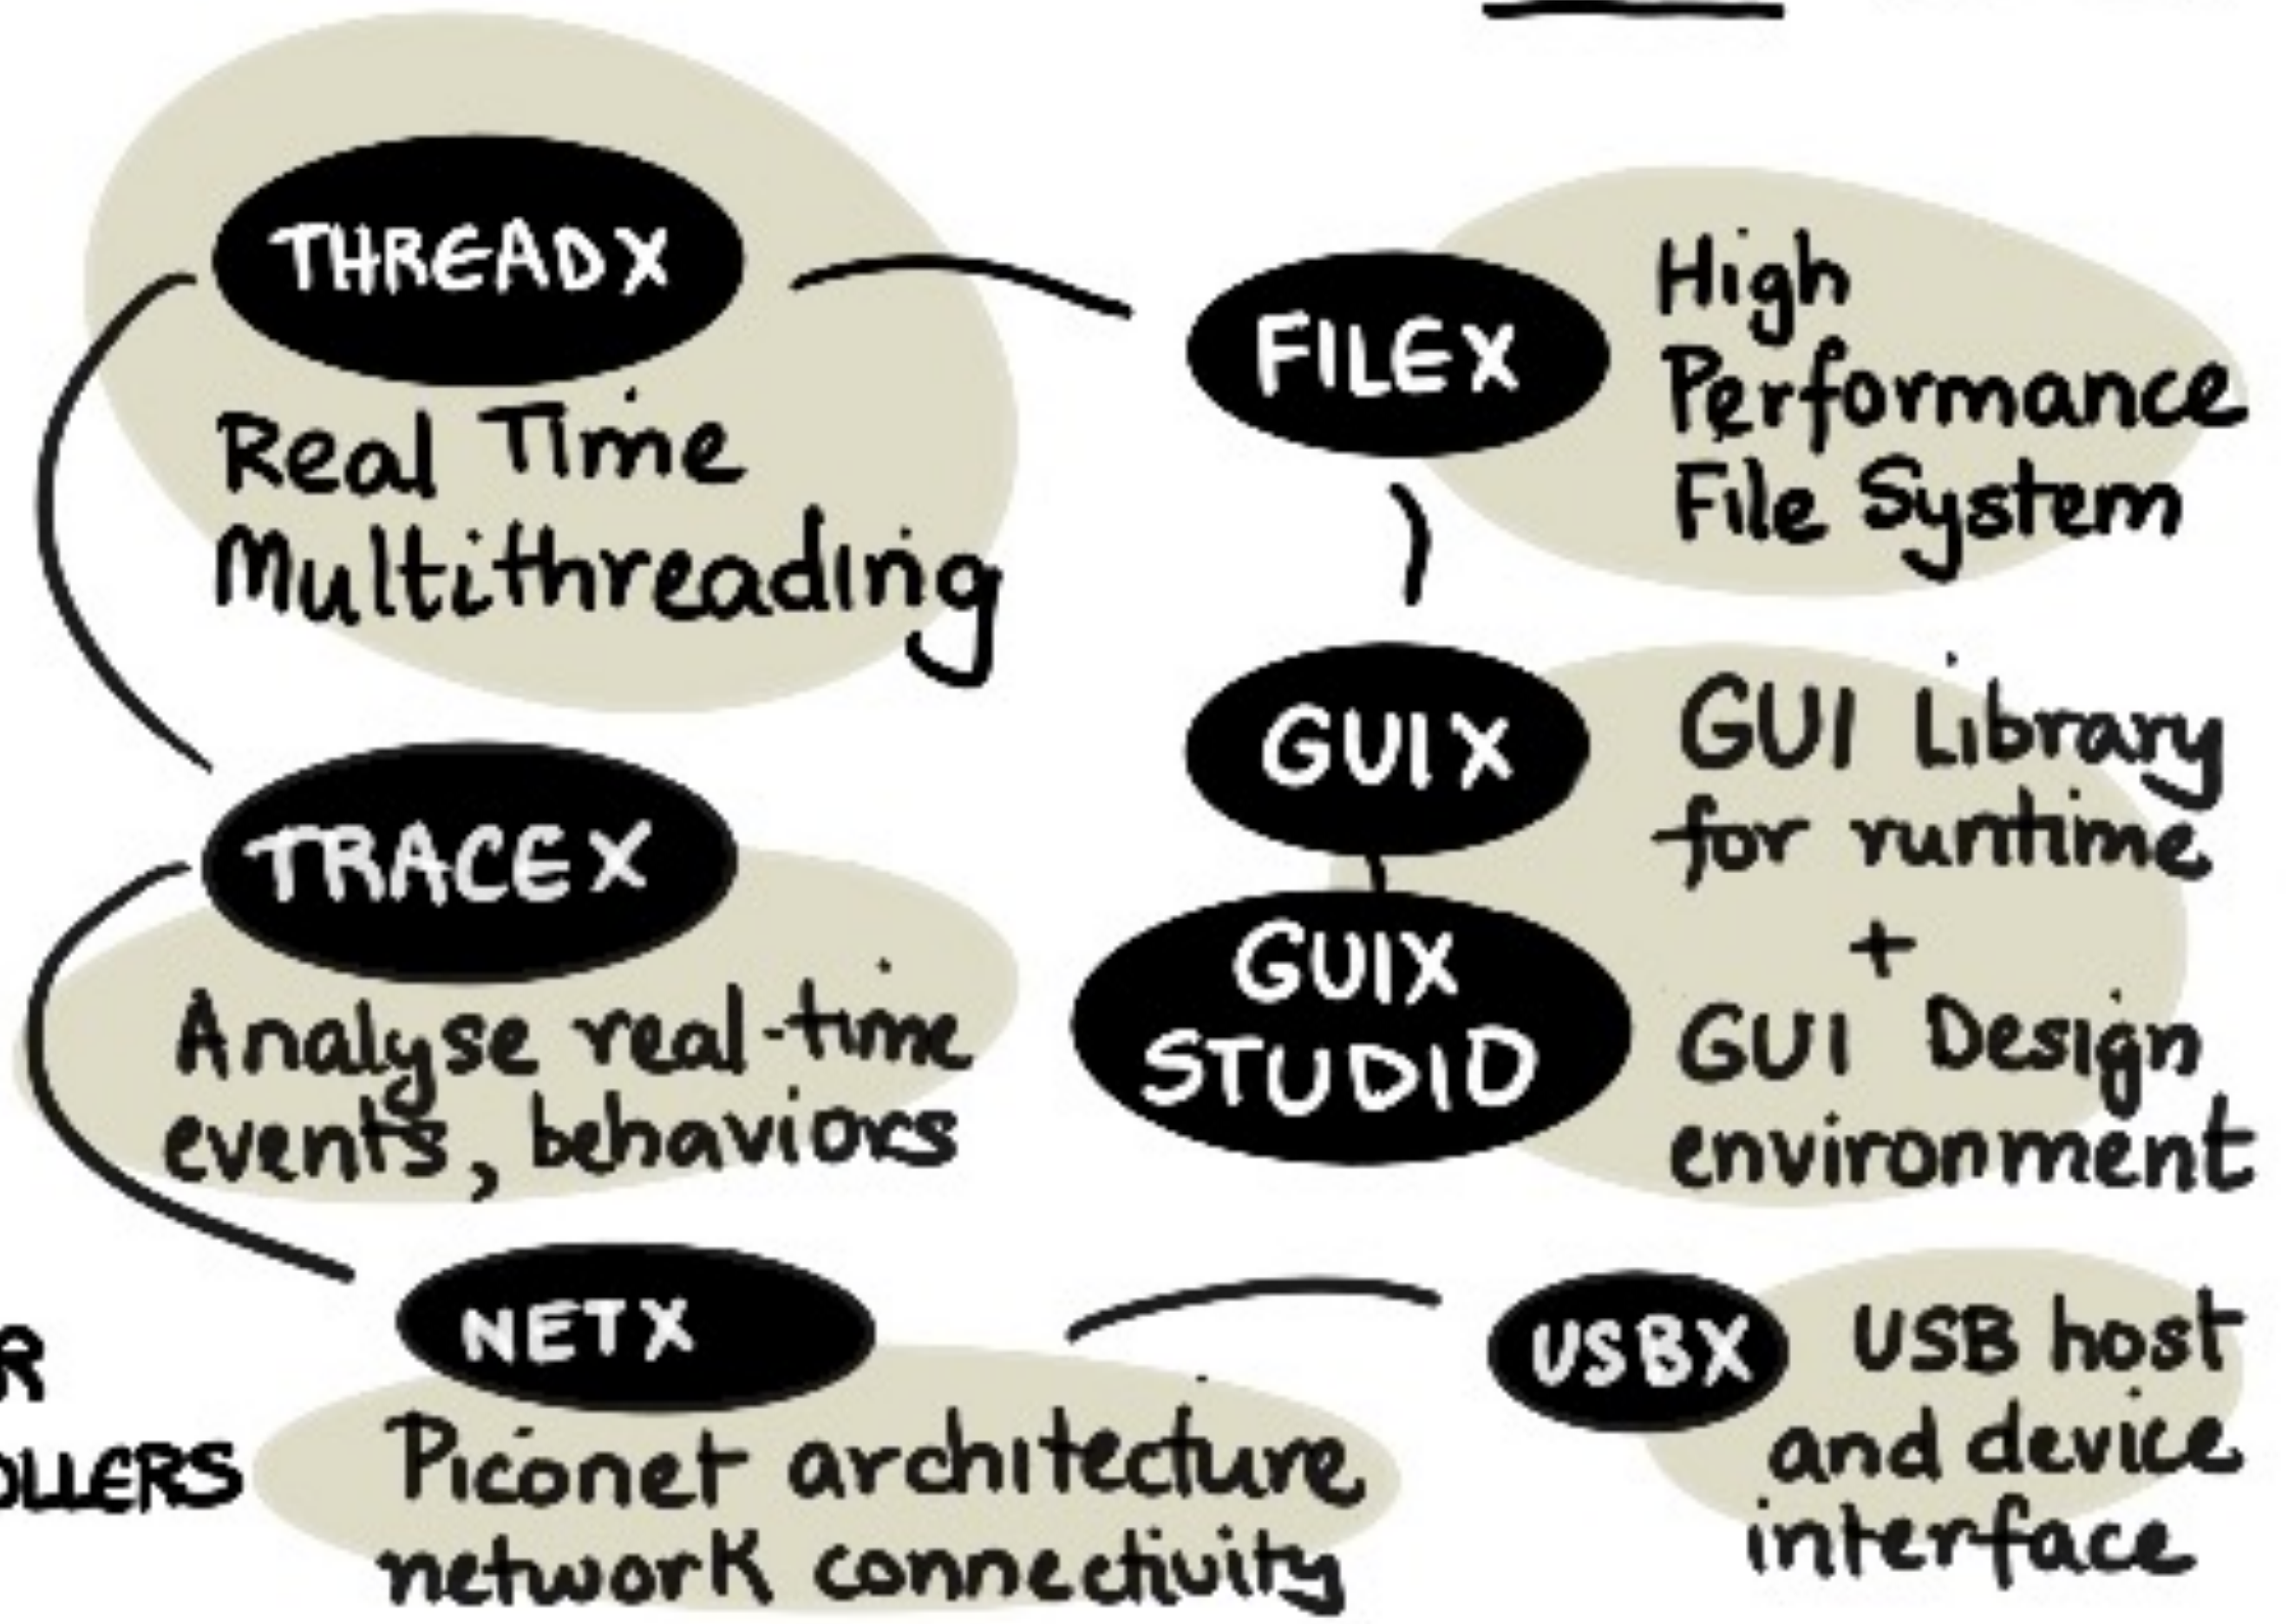 THREADX
Real Time
Multithreading
FILEX
High
Performance
File System
TRACEX
Analyse real-time
events, behaviors
GUIX
GUIX
STUDIO
GUI Library
for runtime
+
GUI Design
environment
NETX
Piconet architecture
network connectivity
USBX
USB host
and device
interface
R
OLLERS